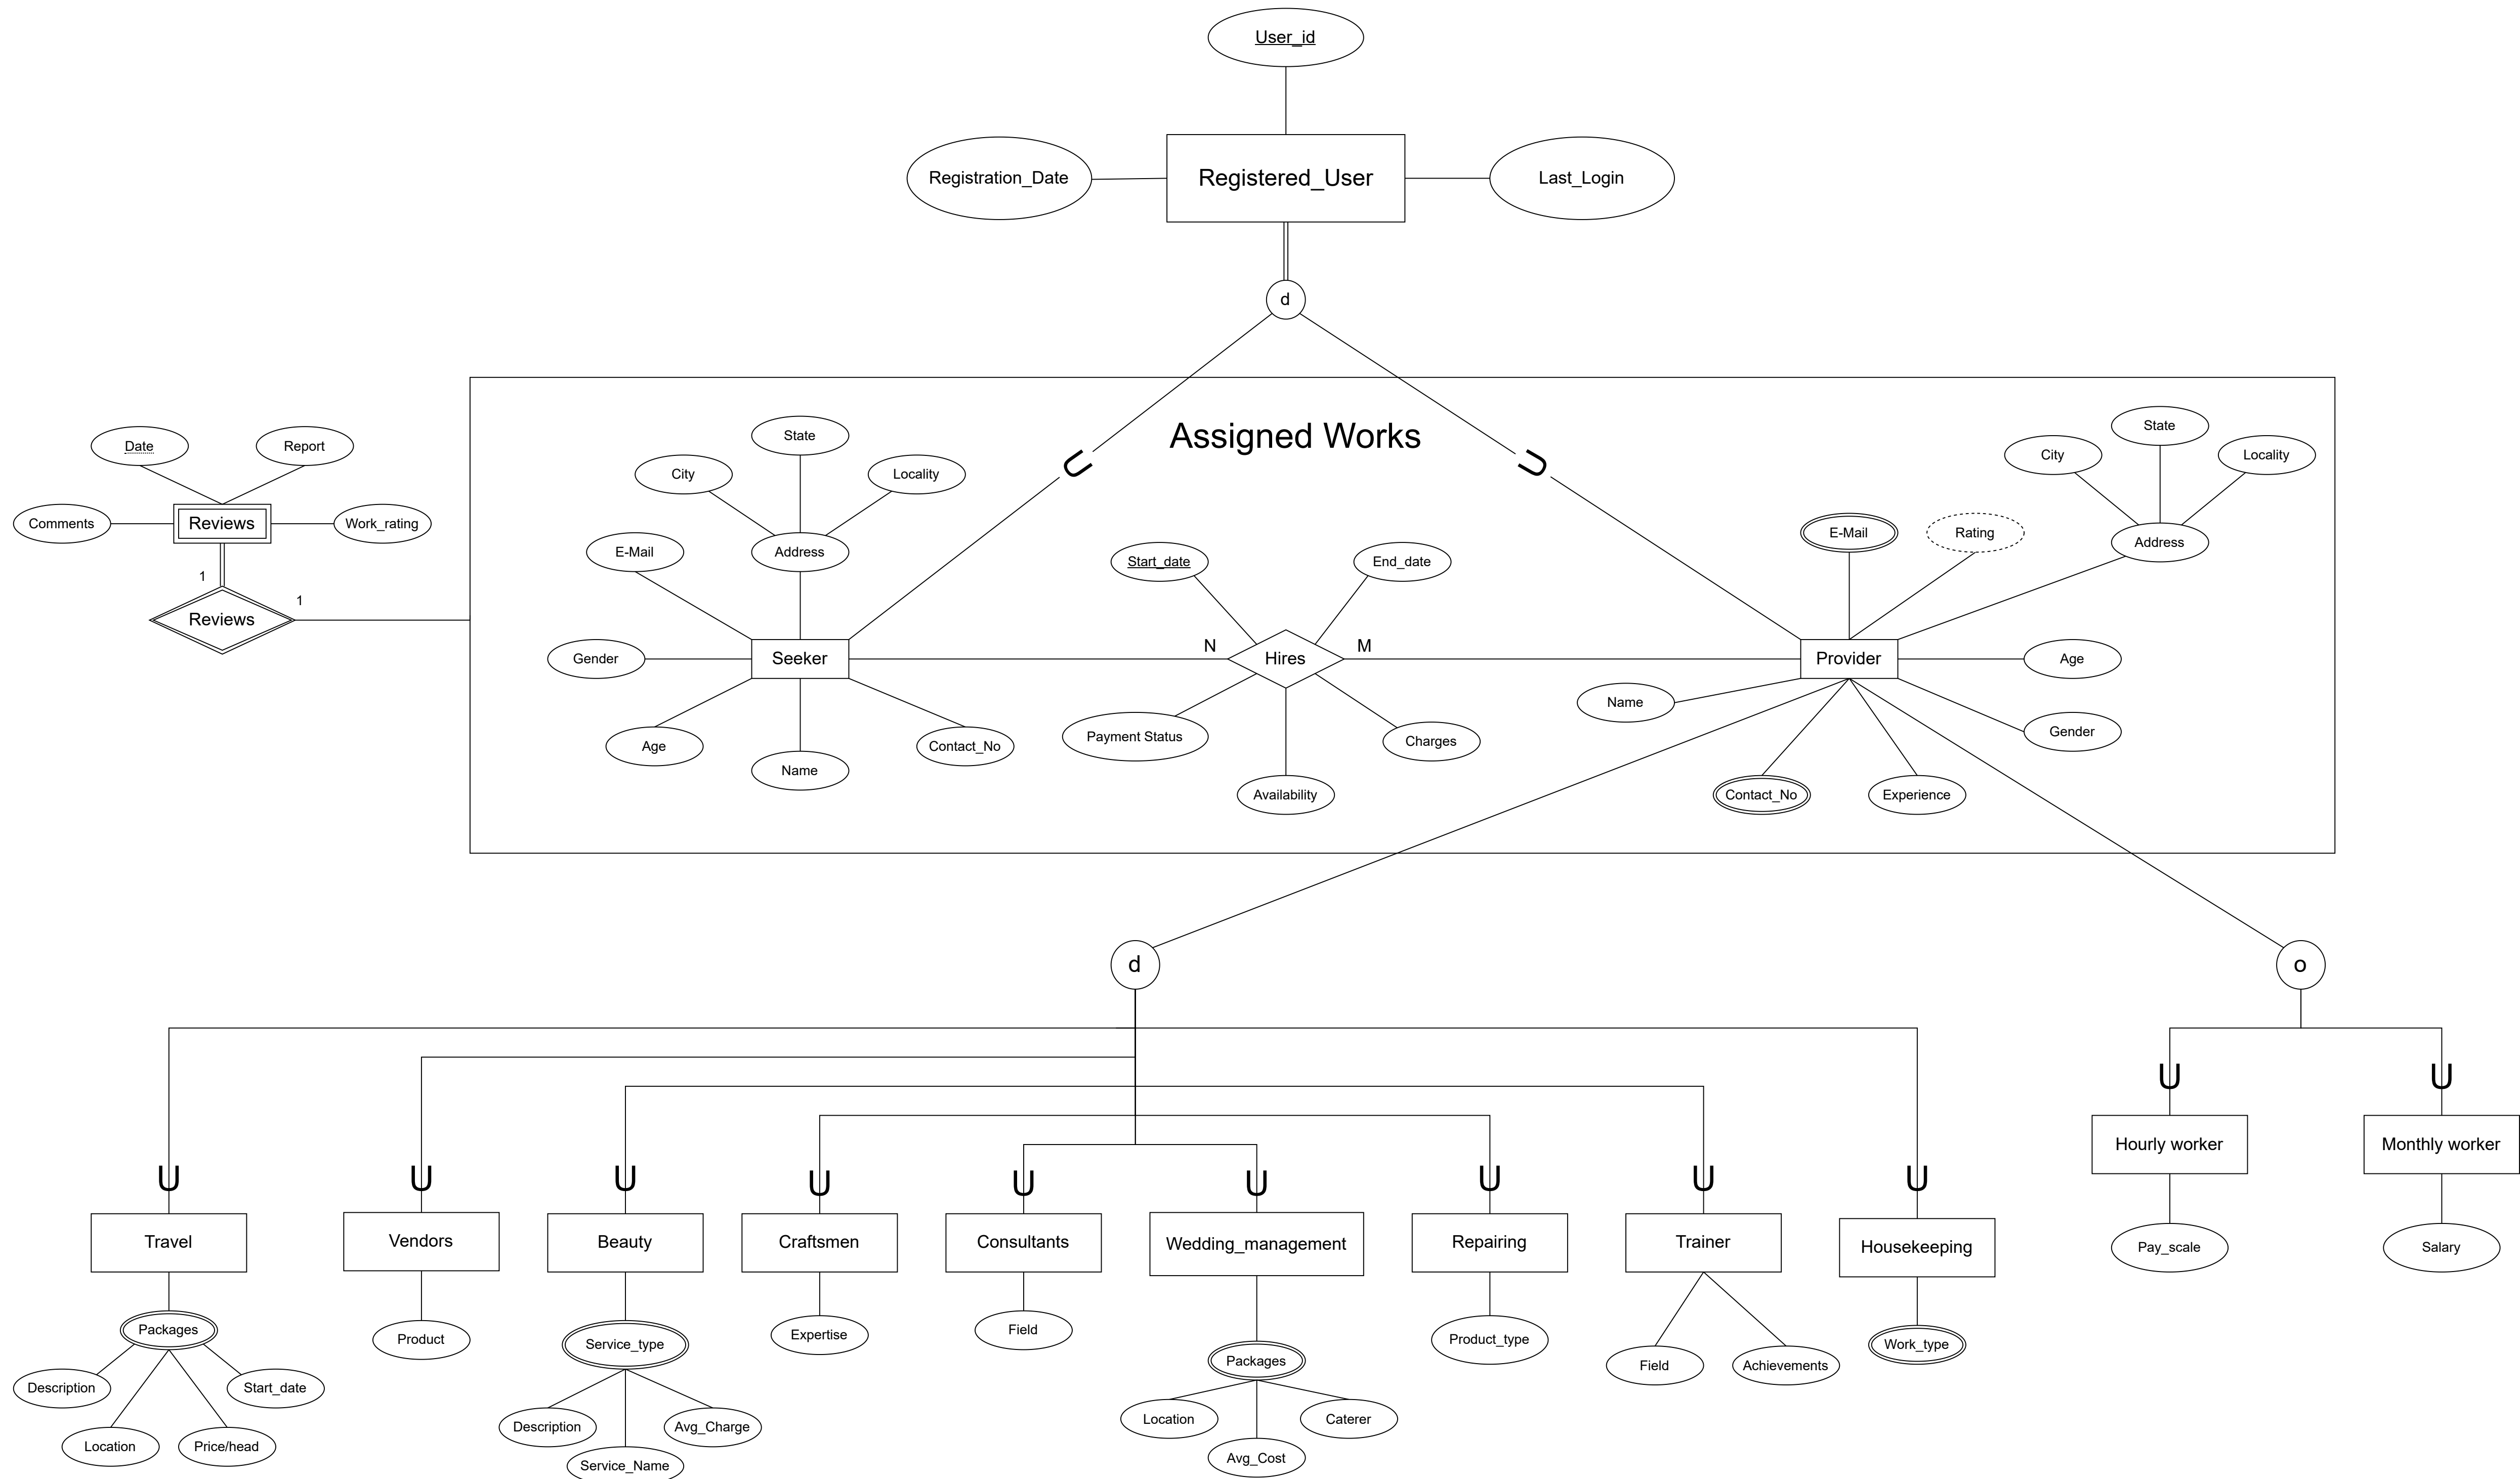 User_id
Registration_Date
Registered_User
Last_Login
d
Assigned Works
Date
Report
Comments
Reviews
Work_rating
1
1
Reviews
State
City
Locality
E-Mail
Address
Gender
Seeker
Age
Name
Contact_No
Start_date
End_date
N
Hires
M
Payment Status
Charges
Availability
State
City
Locality
E-Mail
Rating
Address
Provider
Age
Name
Gender
Contact_No
Experience
d
o
U
U
U
U
U
U
U
U
U
U
U
U
U
Travel
Vendors
Beauty
Craftsmen
Consultants
Wedding_management
Repairing
Trainer
Housekeeping
Hourly worker
Monthly worker
Pay_scale
Salary
Packages
Description
Start_date
Location
Price/head
Product
Service_type
Description
Avg_Charge
Service_Name
Expertise
Field
Packages
Location
Caterer
Avg_Cost
Product_type
Field
Achievements
Work_type